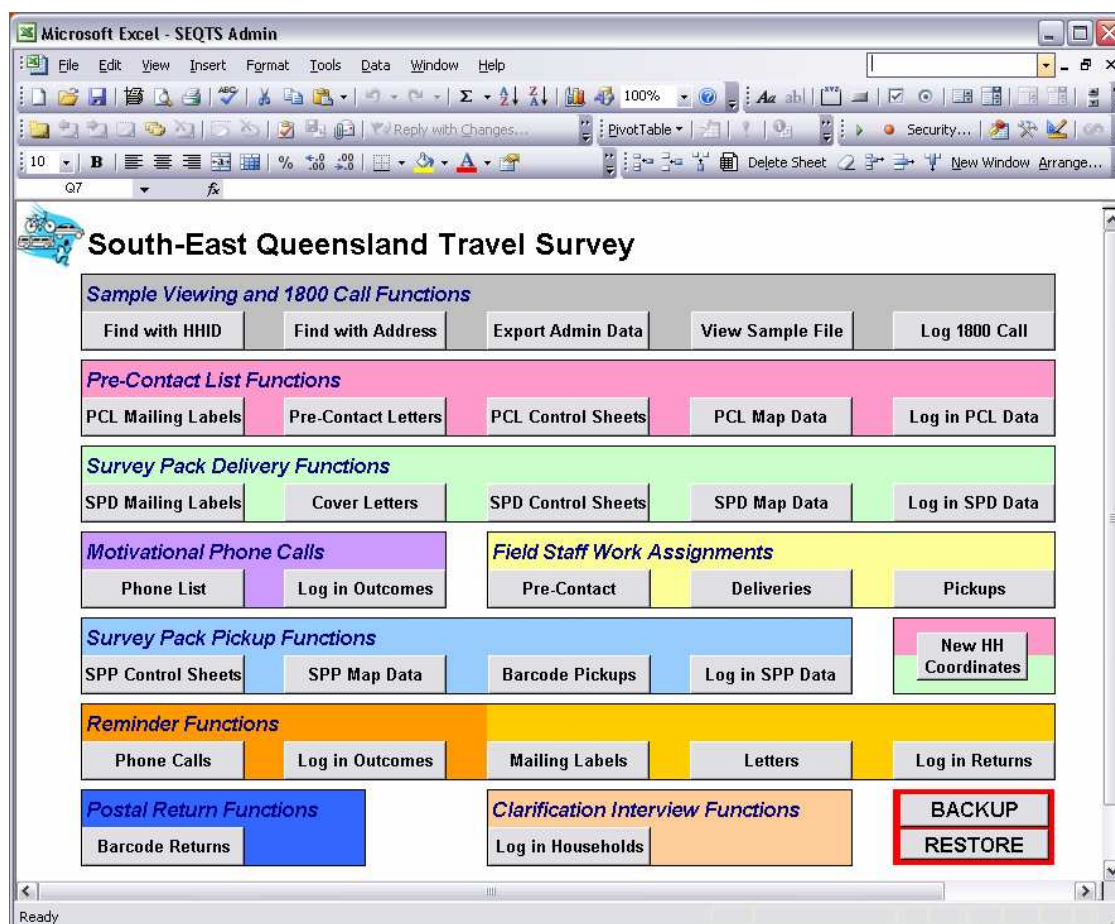 Microsoft Excel - SEQTS Admin
File Edit View Insert Format Tools Data Window Help
100%
Reply with Changes... PivotTable Security...
10 B % Delete Sheet New Window Arrange...
Q7 fx
South-East Queensland Travel Survey
Sample Viewing and 1800 Call Functions
Find with HHID Find with Address Export Admin Data View Sample File Log 1800 Call
Pre-Contact List Functions
PCL Mailing Labels Pre-Contact Letters PCL Control Sheets PCL Map Data Log in PCL Data
Survey Pack Delivery Functions
SPD Mailing Labels Cover Letters SPD Control Sheets SPD Map Data Log in SPD Data
Motivational Phone Calls Field Staff Work Assignments
Phone List Log in Outcomes Pre-Contact Deliveries Pickups
Survey Pack Pickup Functions
New HH
Coordinates
SPP Control Sheets SPP Map Data Barcode Pickups Log in SPP Data
Reminder Functions
Phone Calls Log in Outcomes Mailing Labels Letters Log in Returns
Postal Return Functions Clarification Interview Functions BACKUP
Barcode Returns Log in Households RESTORE
Ready